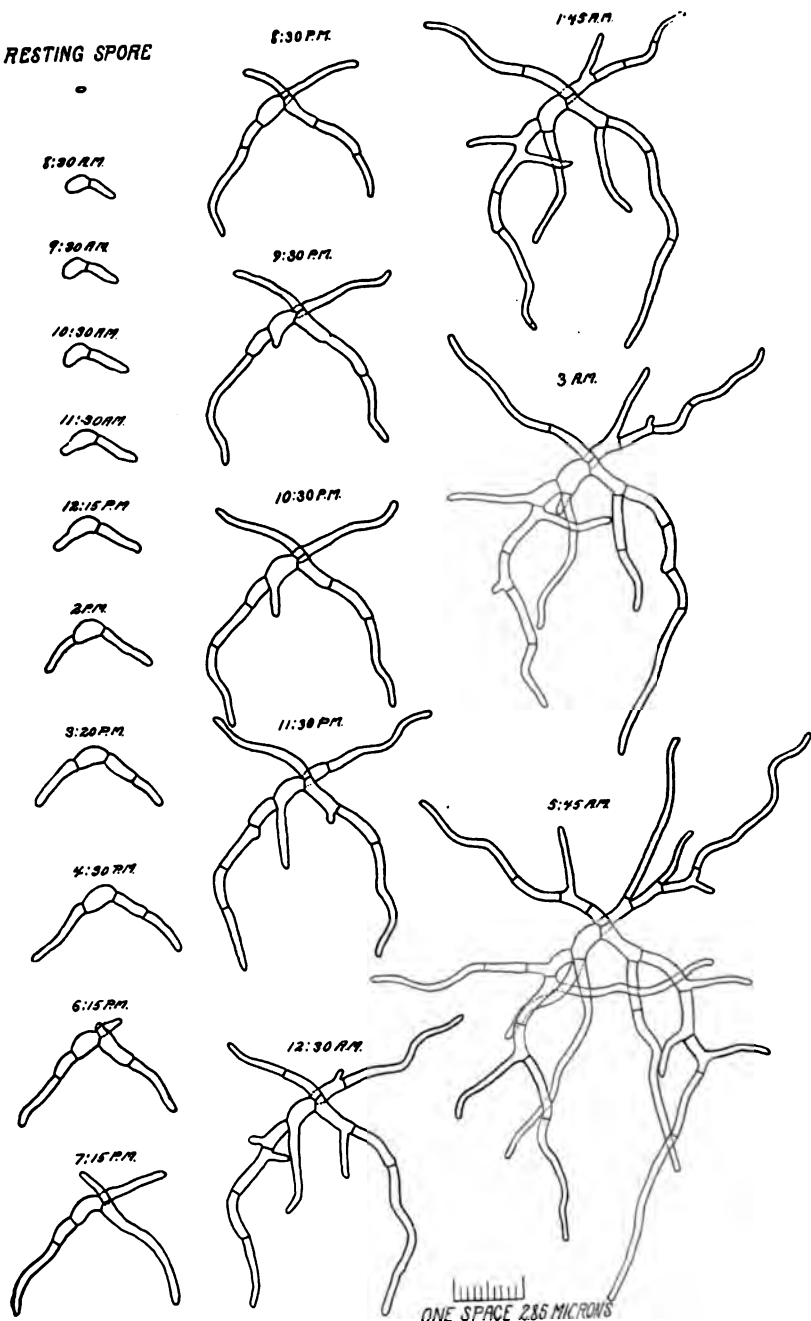 RESTING SPORE
8:30 A.M.
9:30 A.M.
10:30 A.M.
11:30 A.M.
12:15 P.M
2 P.M.
3:20 P.M.
4:30 P.M.
6:15 P.M.
7:15 P.M.
8:30 P.M.
9:30 P.M.
10:30 P.M.
11:30 P.M.
12:30 A.M.
1:45 A.M.
3 A.M.
5:45 A.M.
ONE SPACE 2.85 MICRONS